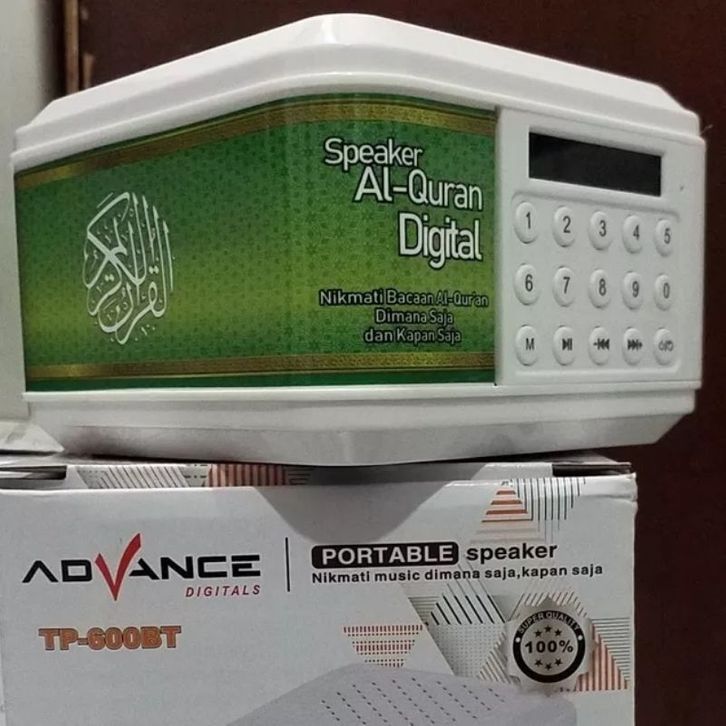 Speaker
Al-Quran
Digital
القرآن الكريم
Nikmati Bacaan Al-Qur'an
Dimana Saja
dan Kapan Saja
1 2 3 4 5
6 7 8 9 0
M
ADVANCE
DIGITALS
PORTABLE speaker
Nikmati music dimana saja,kapan saja
TP-600BT
SUPER QUALITY
100%